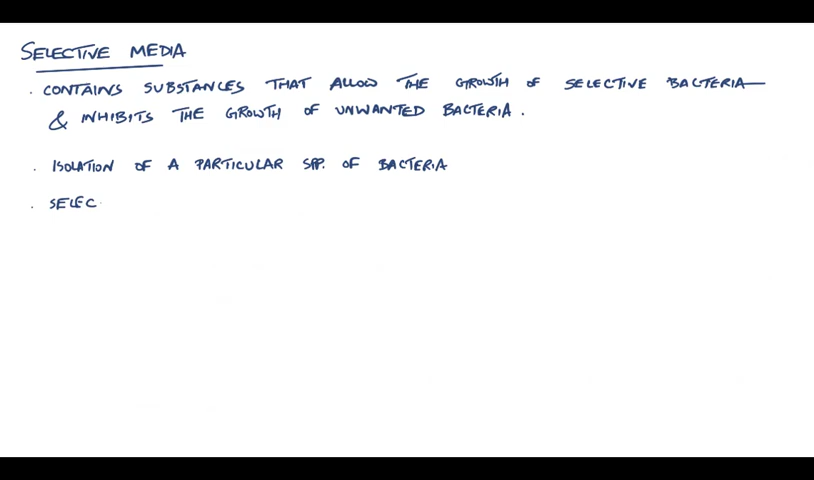 SELECTIVE MEDIA
. CONTAINS SUBSTANCES THAT ALLOW THE GROWTH OF SELECTIVE BACTERIA
& INHIBITS THE GROWTH OF UNWANTED BACTERIA.
. ISOLATION OF A PARTICULAR SPP. OF BACTERIA
. SELEC